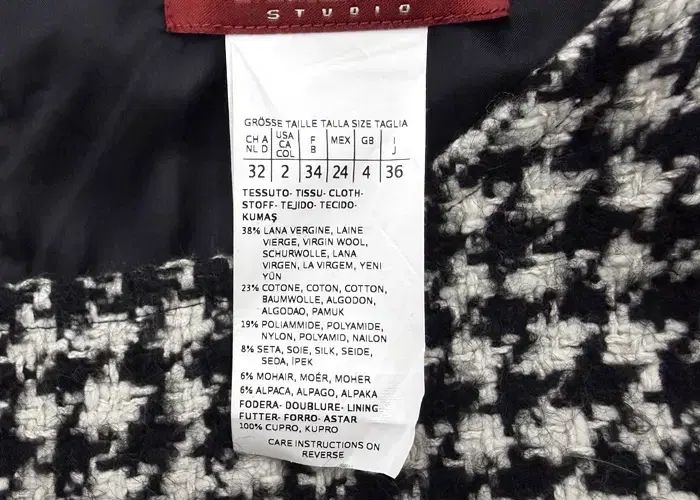 STUDIO
GRÖSSE TAILLE TALLA SIZE TAGLIA
CH A NL D USA CA COL F B MEX GB I J
32 2 34 24 4 36
TESSUTO- TISSU- CLOTH-
STOFF- TEJIDO- TECIDO-
KUMAŞ
38% LANA VERGINE, LAINE
VIERGE, VIRGIN WOOL,
SCHURWOLLE, LANA
VIRGEN, LA VIRGEM, YENI
YÜN
23% COTONE, COTON, COTTON,
BAUMWOLLE, ALGODON,
ALGODAO, PAMUK
19% POLIAMMIDE, POLYAMIDE,
NYLON, POLYAMID, NAILON
8% SETA, SOIE, SILK, SEIDE,
SEDA, İPEK
6% MOHAIR, MOÉR, MOHER
6% ALPACA, ALPAGO, ALPAKA
FODERA- DOUBLURE- LINING
FUTTER- FORRO- ASTAR
100% CUPRO, KUPRO
CARE INSTRUCTIONS ON
REVERSE